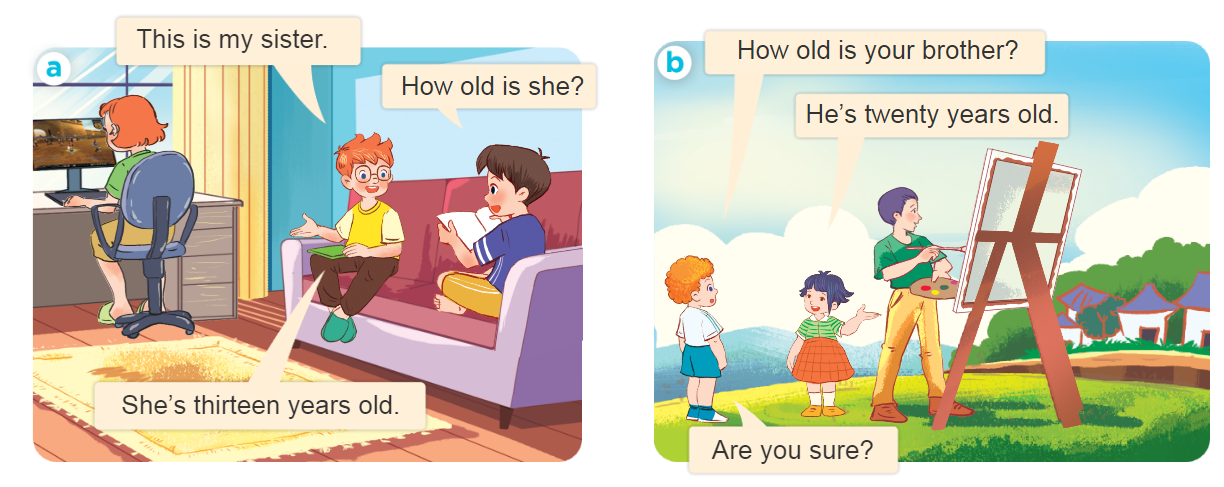 a
This is my sister.
How old is she?
She's thirteen years old.
b
How old is your brother?
He's twenty years old.
Are you sure?